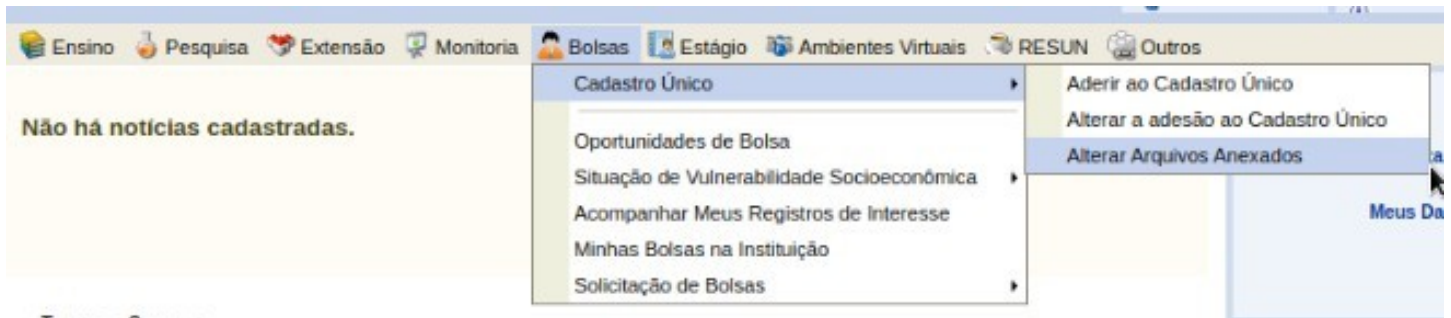 Ensino Pesquisa Extensão Monitoria Bolsas Estágio Ambientes Virtuais RESUN Outros
Não há notícias cadastradas.
Cadastro Único
Oportunidades de Bolsa
Situação de Vulnerabilidade Socioeconômica
Acompanhar Meus Registros de Interesse
Minhas Bolsas na Instituição
Solicitação de Bolsas
Aderir ao Cadastro Único
Alterar a adesão ao Cadastro Único
Alterar Arquivos Anexados
Meus Da